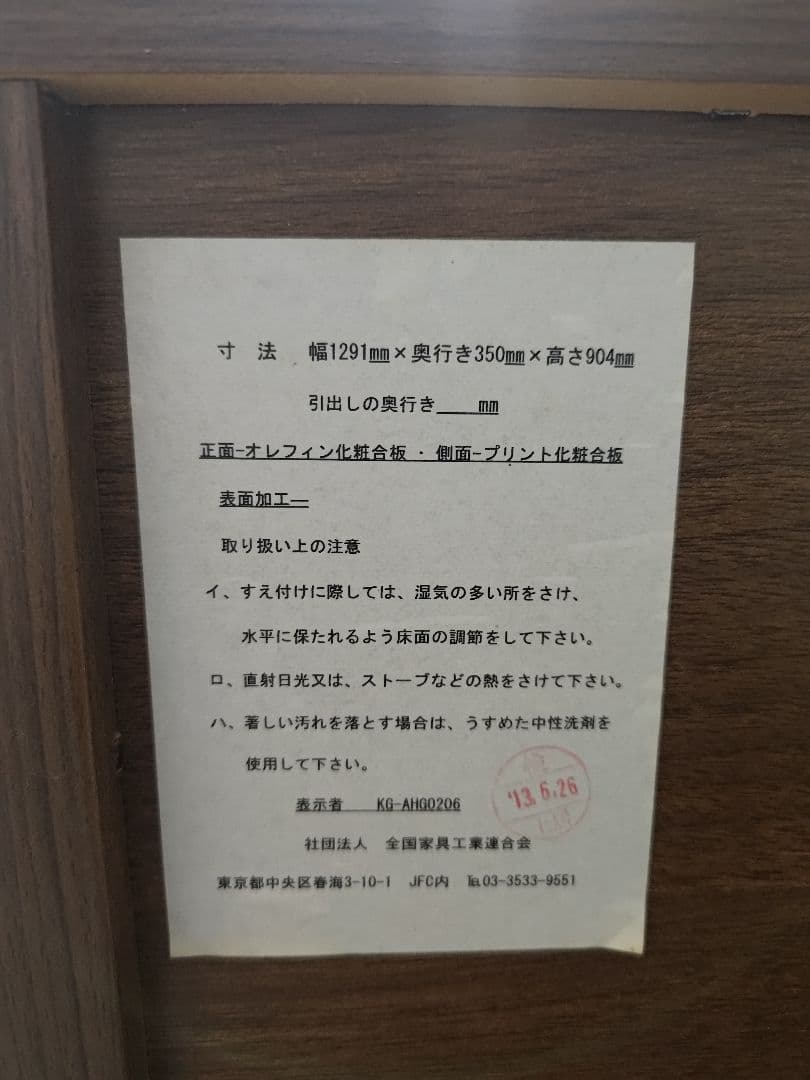 寸　法　幅1291mm×奥行き350mm×高さ904mm
引出しの奥行き　　mm
正面-オレフィン化粧合板 ・ 側面-プリント化粧合板
表面加工—
取り扱い上の注意
イ、すえ付けに際しては、湿気の多い所をさけ、
水平に保たれるよう床面の調節をして下さい。
ロ、直射日光又は、ストーブなどの熱をさけて下さい。
ハ、著しい汚れを落とす場合は、うすめた中性洗剤を
使用して下さい。
'13.6.26
表示者　　KG-AHG0206
社団法人　全国家具工業連合会
東京都中央区春海3-10-1　JFC内　℡03-3533-9551